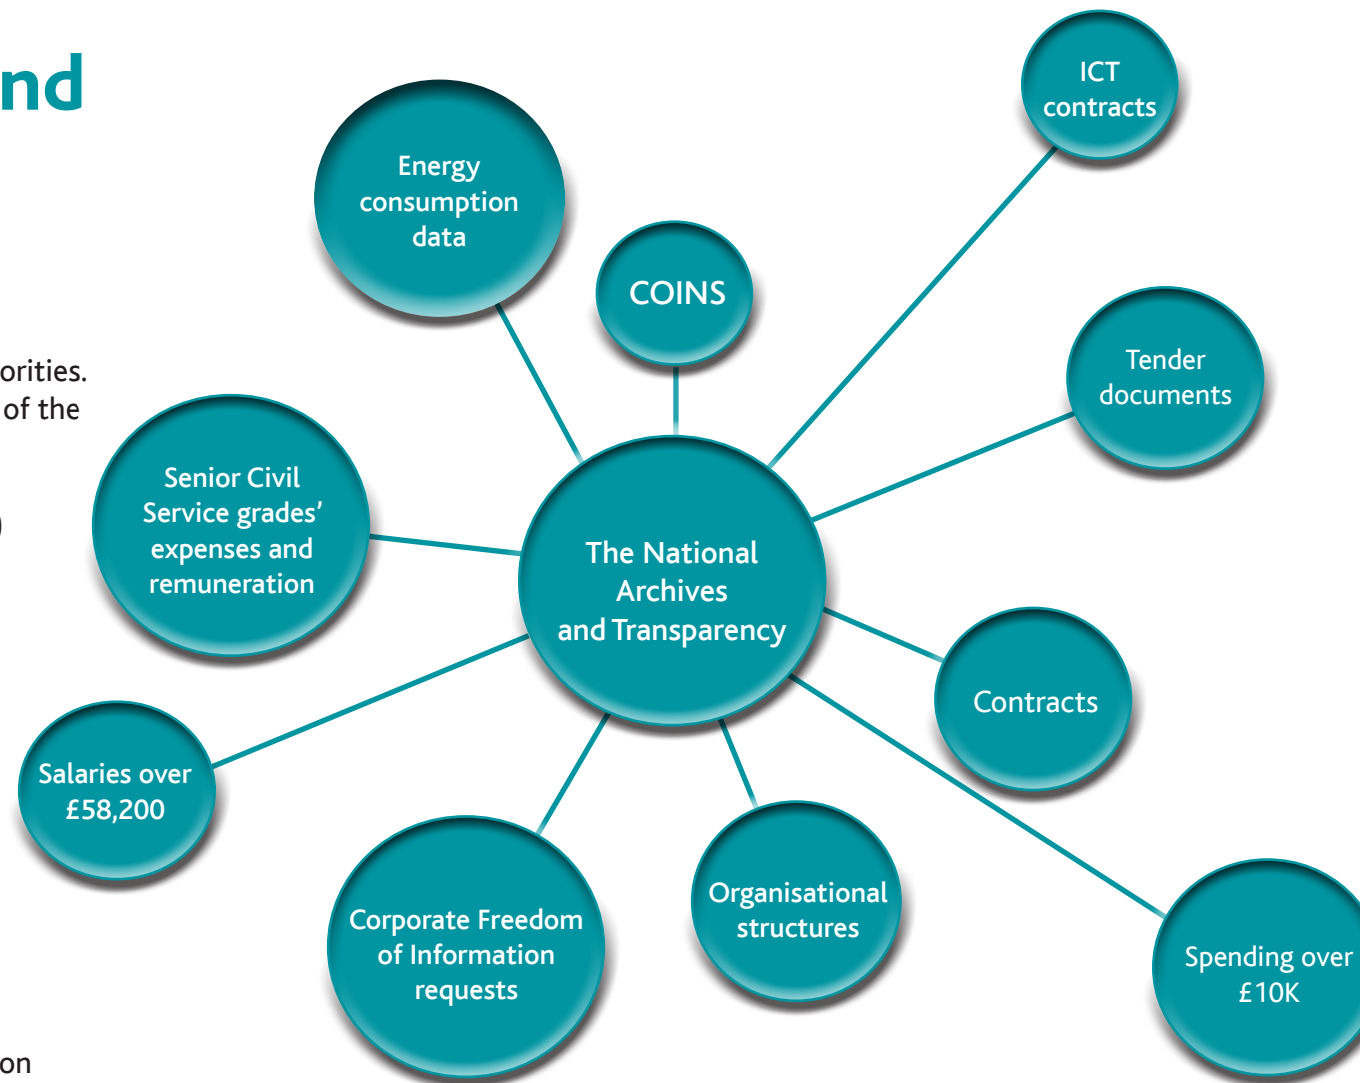 nd
ICT
contracts
Energy
consumption
data
COINS
Tender
documents
orities.
of the
Senior Civil
Service grades’
expenses and
remuneration
)
The National
Archives
and Transparency
Contracts
Salaries over
£58,200
Organisational
structures
Corporate Freedom
of Information
requests
Spending over
£10K
on